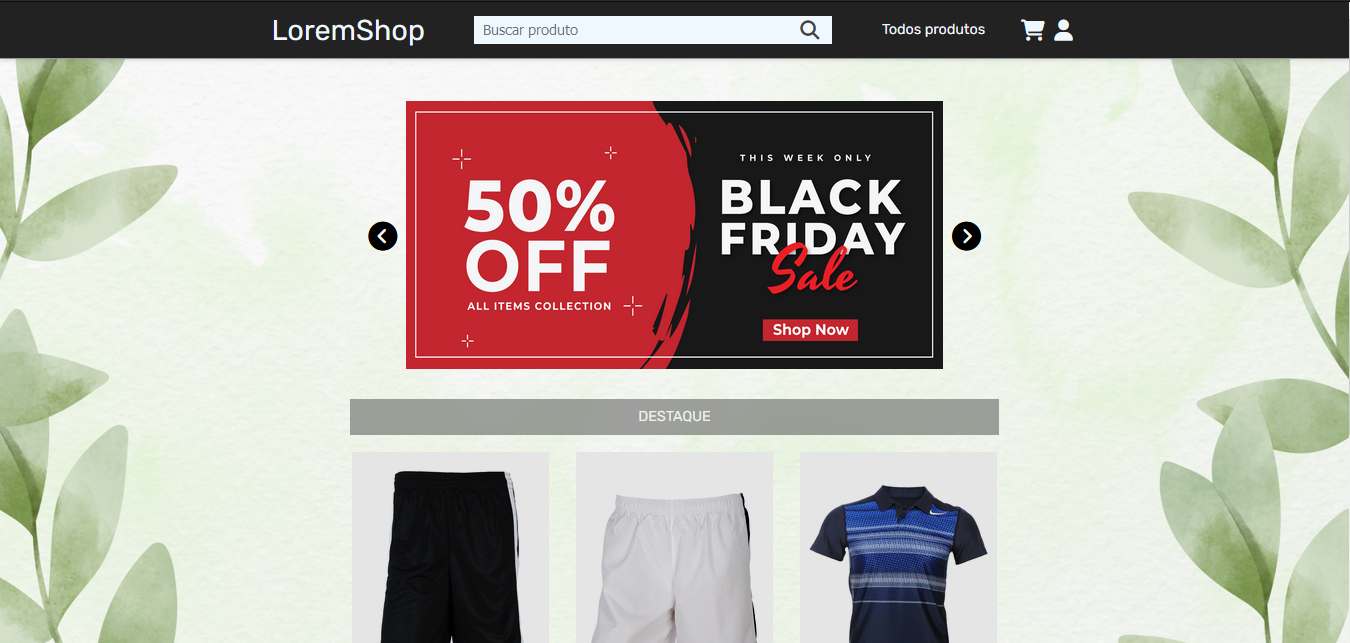 LoremShop
Buscar produto
Todos produtos
50%
OFF
ALL ITEMS COLLECTION
THIS WEEK ONLY
BLACK
FRIDAY
Sale
Shop Now
DESTAQUE